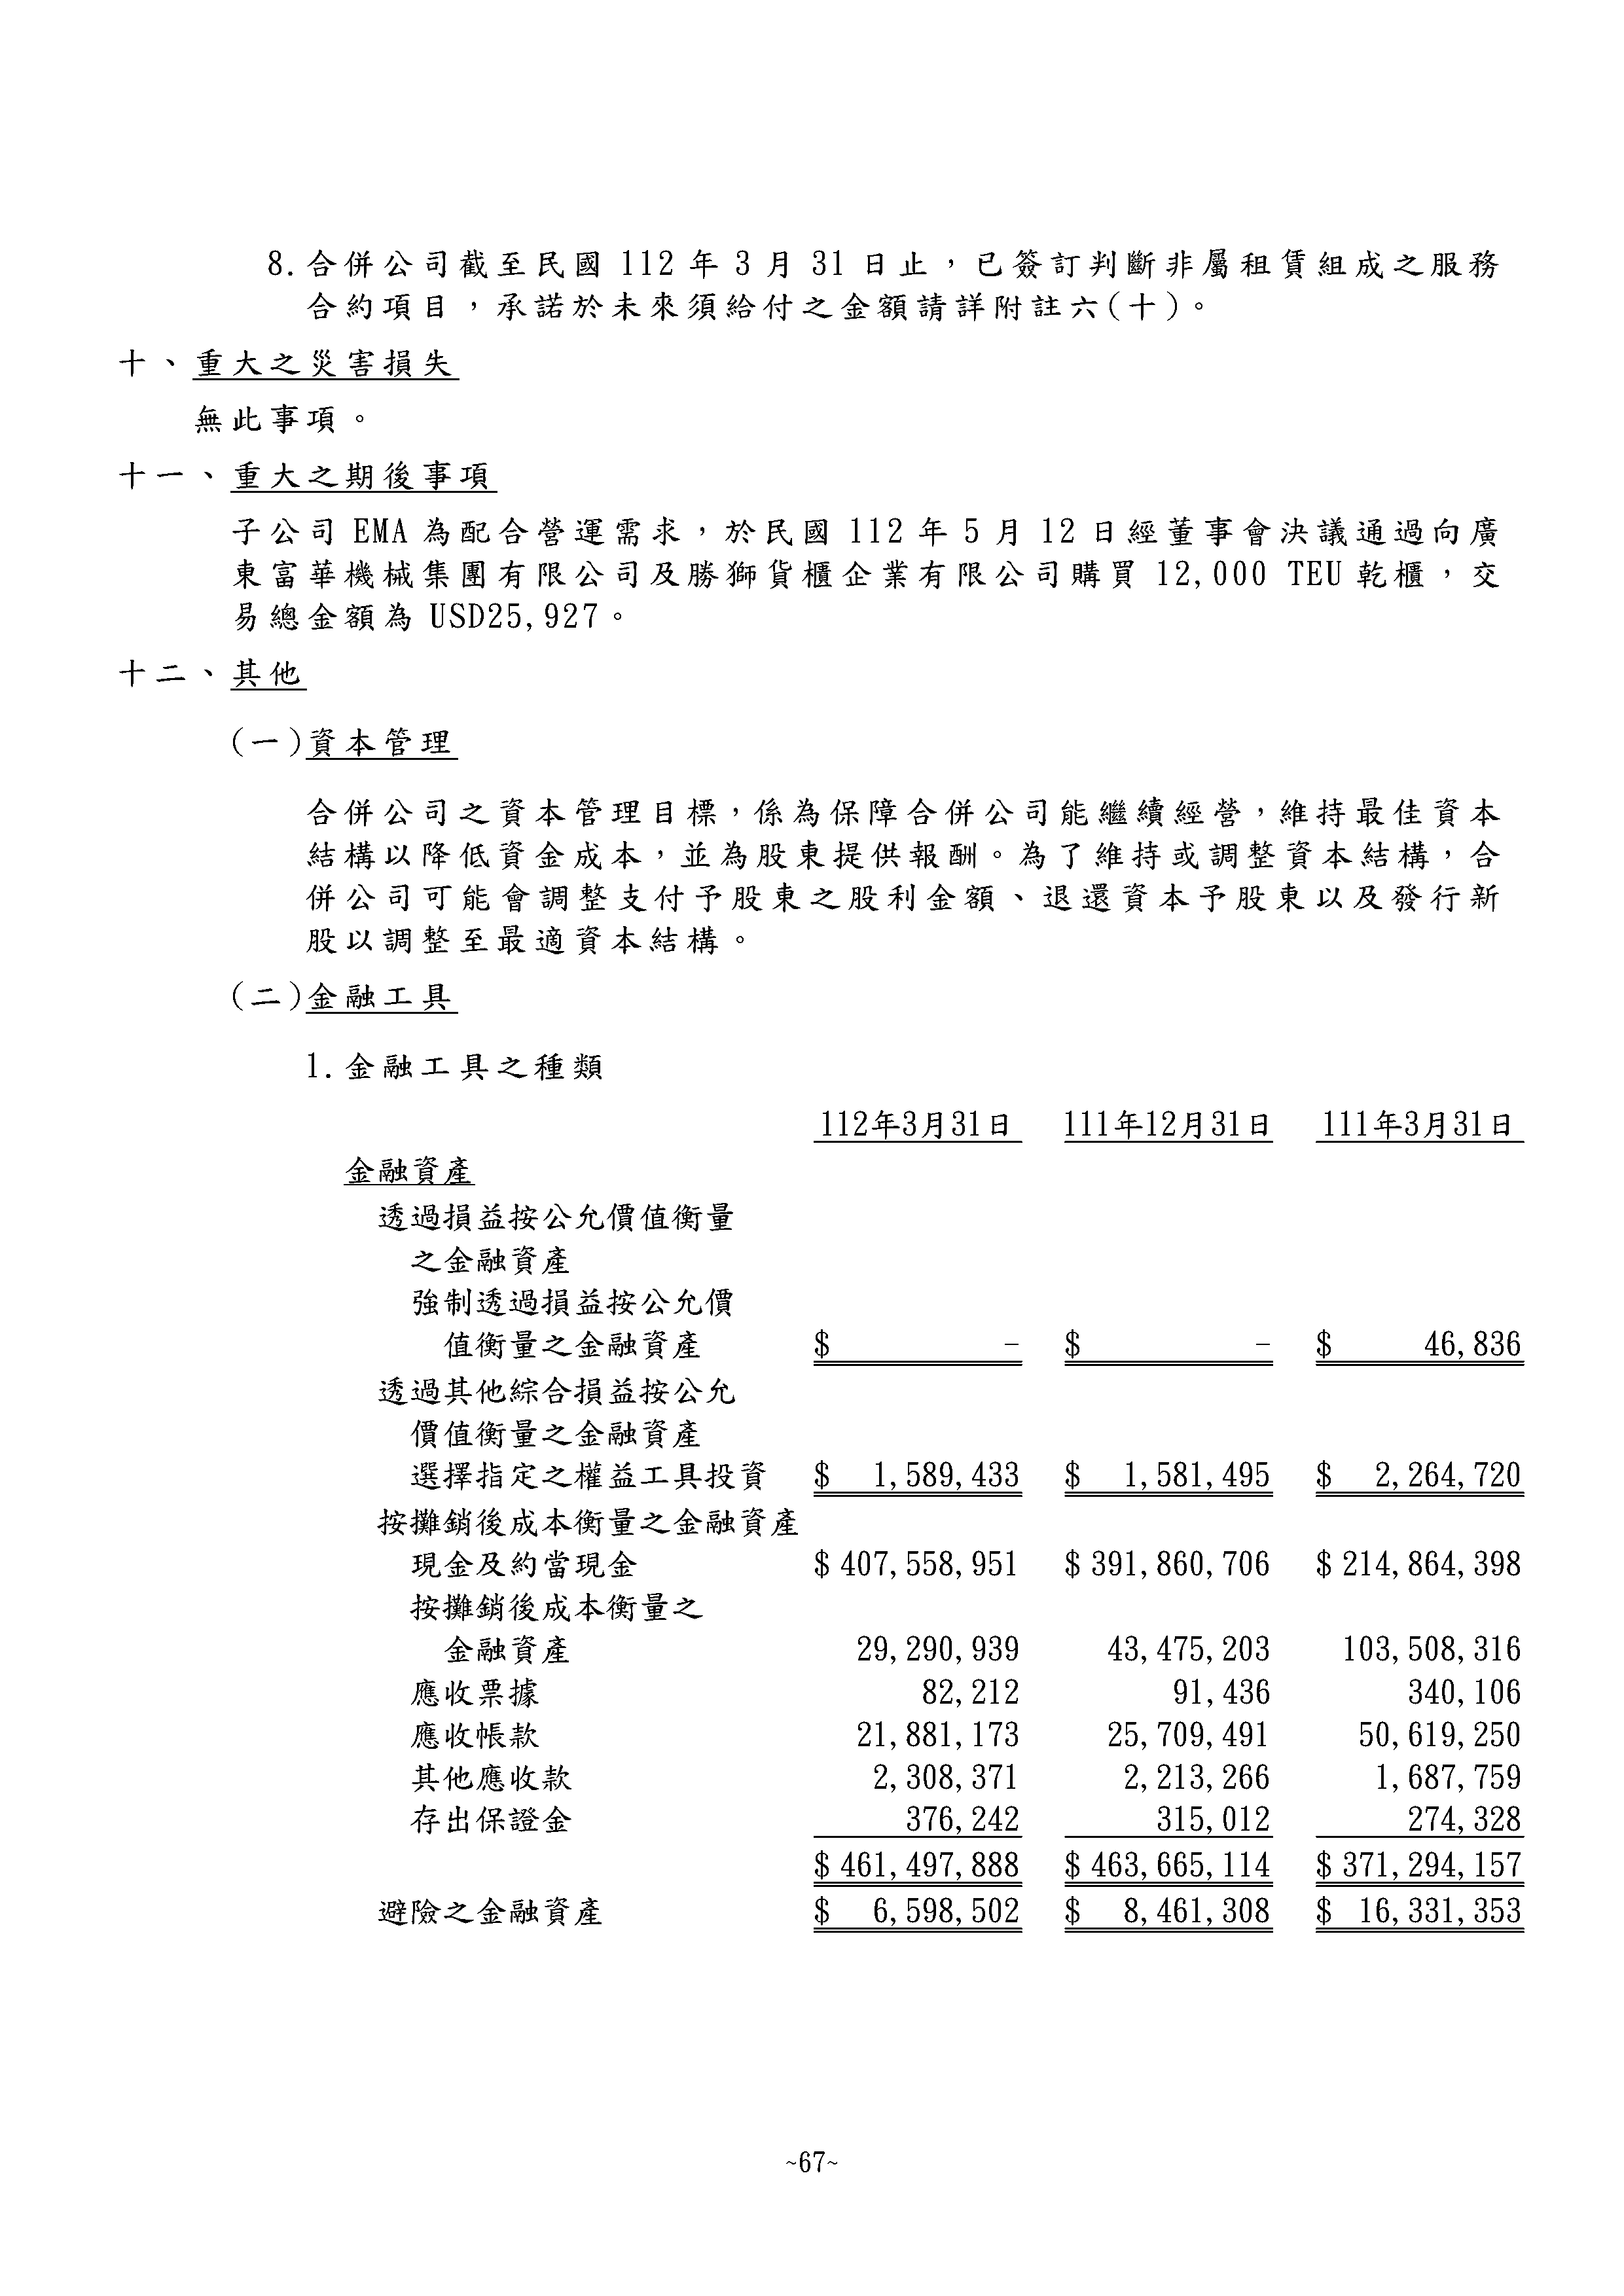 8.合併公司截至民國 112 年 3 月 31 日止，已簽訂判斷非屬租賃組成之服務
合約項目，承諾於未來須給付之金額請詳附註六(十)。
十、重大之災害損失
無此事項。
十一、重大之期後事項
子公司 EMA 為配合營運需求，於民國 112 年 5 月 12 日經董事會決議通過向廣
東富華機械集團有限公司及勝獅貨櫃企業有限公司購買 12,000 TEU 乾櫃，交
易總金額為 USD25,927。
十二、其他
(一)資本管理
合併公司之資本管理目標，係為保障合併公司能繼續經營，維持最佳資本
結構以降低資金成本，並為股東提供報酬。為了維持或調整資本結構，合
併公司可能會調整支付予股東之股利金額、退還資本予股東以及發行新
股以調整至最適資本結構。
(二)金融工具
1.金融工具之種類
112年3月31日 111年12月31日 111年3月31日
金融資產
透過損益按公允價值衡量
之金融資產
強制透過損益按公允價
值衡量之金融資產 $ - $ - $ 46,836
透過其他綜合損益按公允
價值衡量之金融資產
選擇指定之權益工具投資 $ 1,589,433 $ 1,581,495 $ 2,264,720
按攤銷後成本衡量之金融資產
現金及約當現金 $ 407,558,951 $ 391,860,706 $ 214,864,398
按攤銷後成本衡量之
金融資產 29,290,939 43,475,203 103,508,316
應收票據 82,212 91,436 340,106
應收帳款 21,881,173 25,709,491 50,619,250
其他應收款 2,308,371 2,213,266 1,687,759
存出保證金 376,242 315,012 274,328
$ 461,497,888 $ 463,665,114 $ 371,294,157
避險之金融資產 $ 6,598,502 $ 8,461,308 $ 16,331,353
~67~